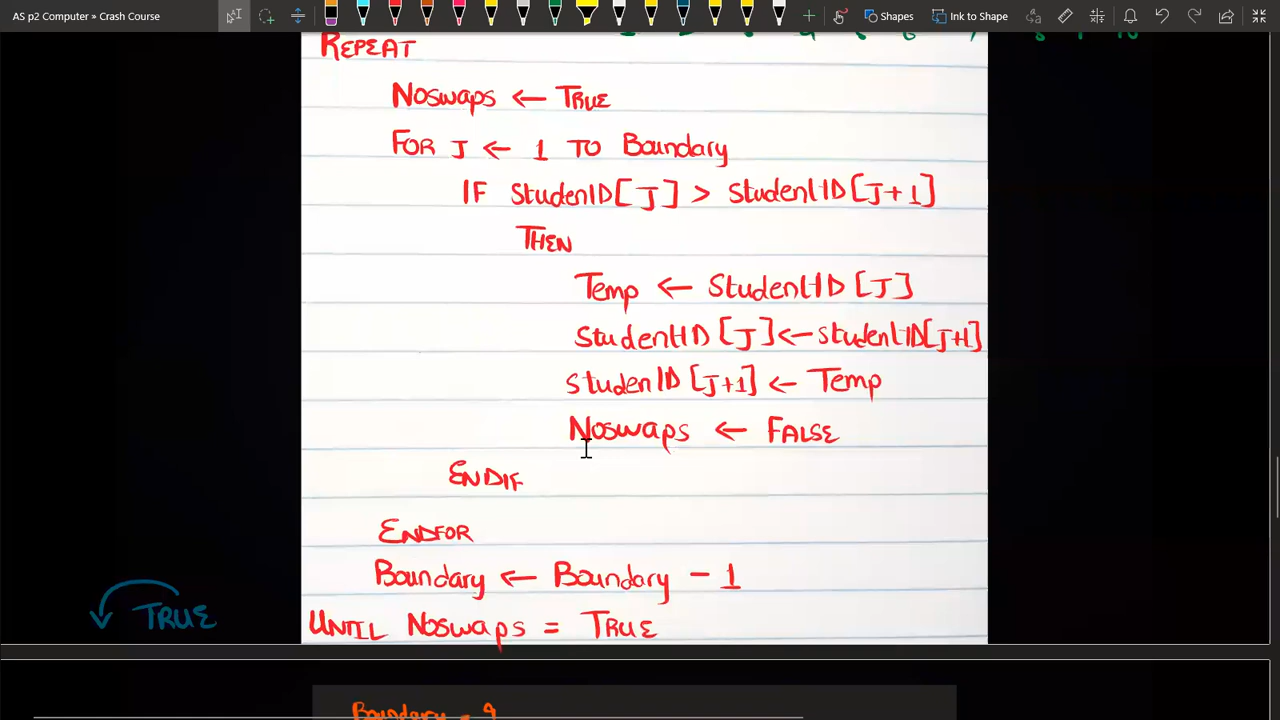 AS p2 Computer » Crash Course
Shapes
Ink to Shape
REPEAT
Noswaps ← TRUE
FOR J ← 1 TO Boundary
IF StudenID[J] > StudentID[J+1]
THEN
Temp ← StudentID[J]
StudentID[J] ← StudentID[J+1]
StudenID[J+1] ← Temp
Noswaps ← FALSE
ENDIF
ENDFOR
Boundary ← Boundary - 1
TRUE
UNTIL Noswaps = TRUE